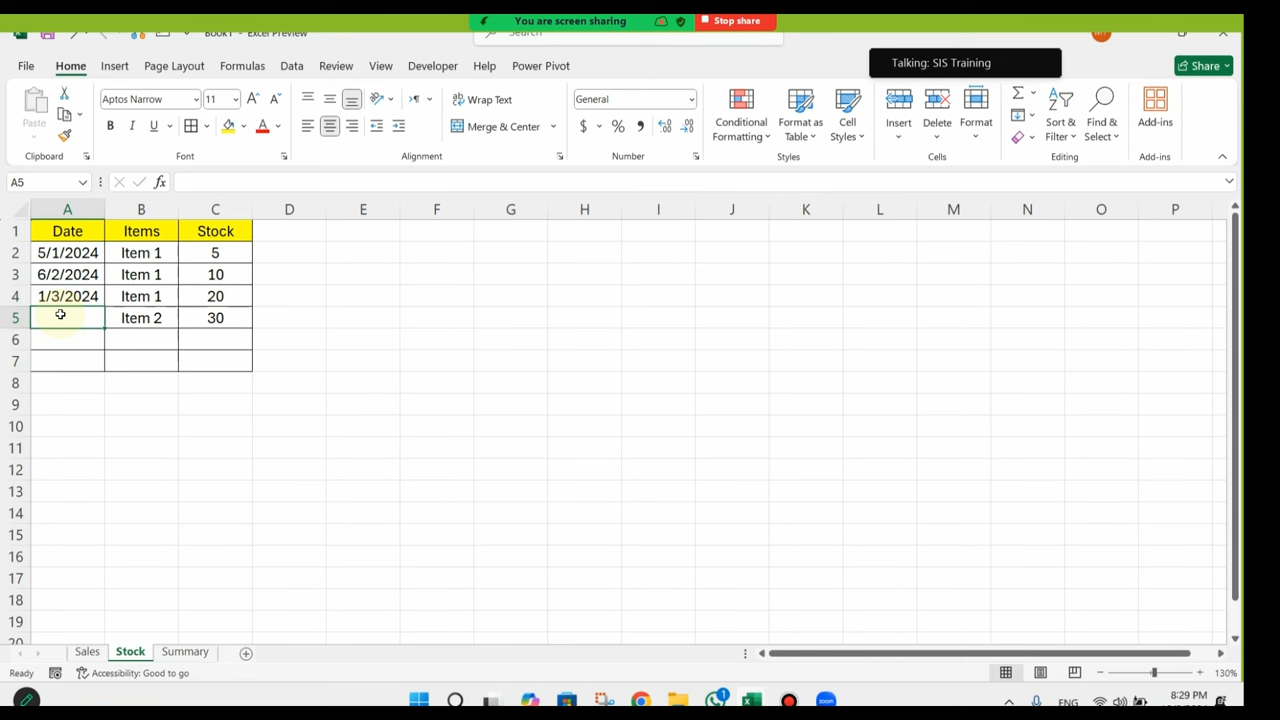 You are screen sharing Stop share
Book1 - Excel Preview Search
Talking: SIS Training
File Home Insert Page Layout Formulas Data Review View Developer Help Power Pivot Share
Paste Aptos Narrow 11 Wrap Text General Conditional Formatting Format as Table Cell Styles Insert Delete Format Sort & Filter Find & Select Add-ins
B I U A Merge & Center $ % ,
Clipboard Font Alignment Number Styles Cells Editing Add-ins
A5 fx
A B C D E F G H I J K L M N O P
1 Date Items Stock
2 5/1/2024 Item 1 5
3 6/2/2024 Item 1 10
4 1/3/2024 Item 1 20
5 Item 2 30
6
7
8
9
10
11
12
13
14
15
16
17
18
19
20
Sales Stock Summary
Ready Accessibility: Good to go 130%
1 ENG 8:29 PM